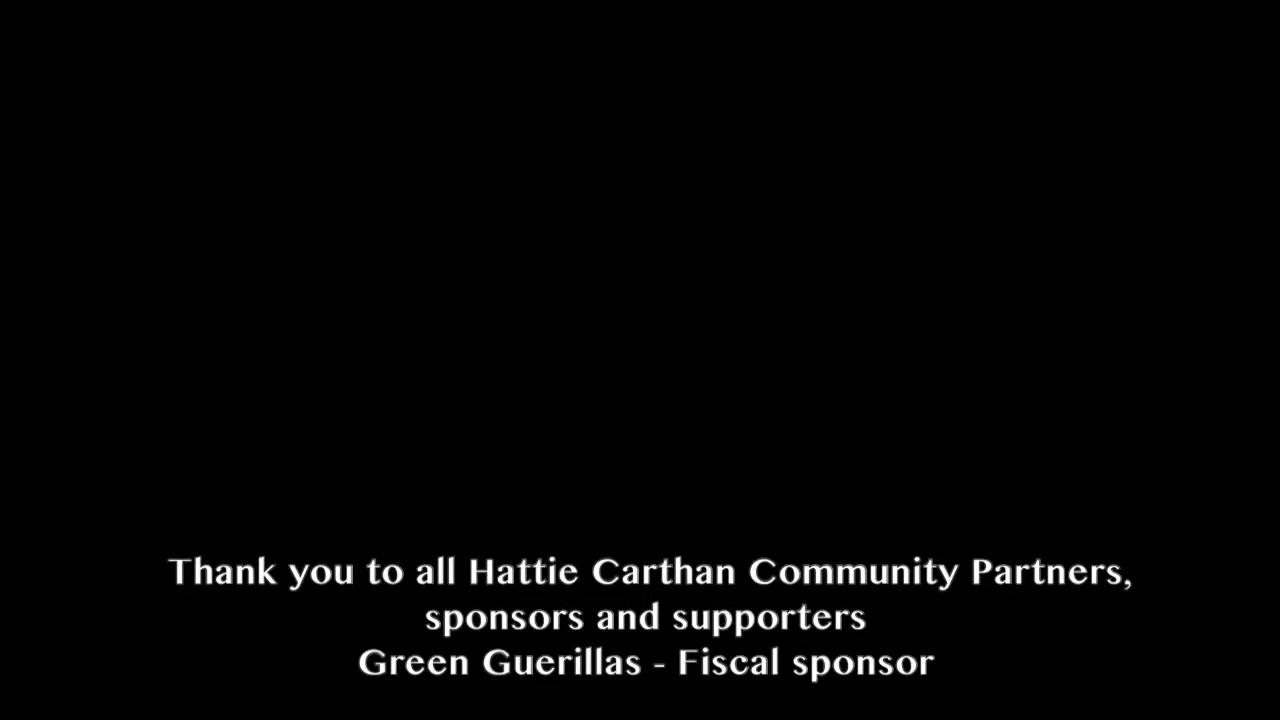 Thank you to all Hattie Carthan Community Partners,
sponsors and supporters
Green Guerillas - Fiscal sponsor